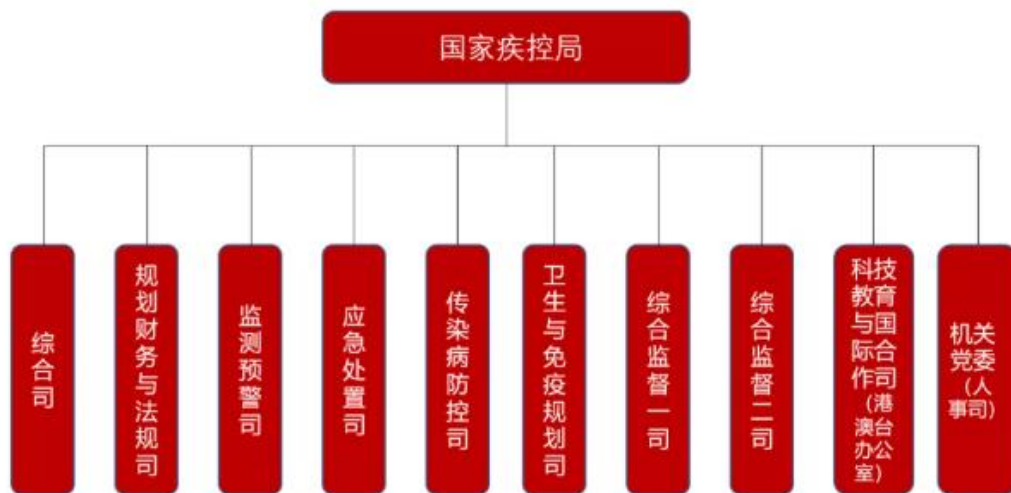 国家疾控局
综合司
规划财务与法规司
监测预警司
应急处置司
传染病防控司
卫生与免疫规划司
综合监督一司
综合监督二司
科技教育与国际合作司（港澳台办公室）
机关党委（人事司）